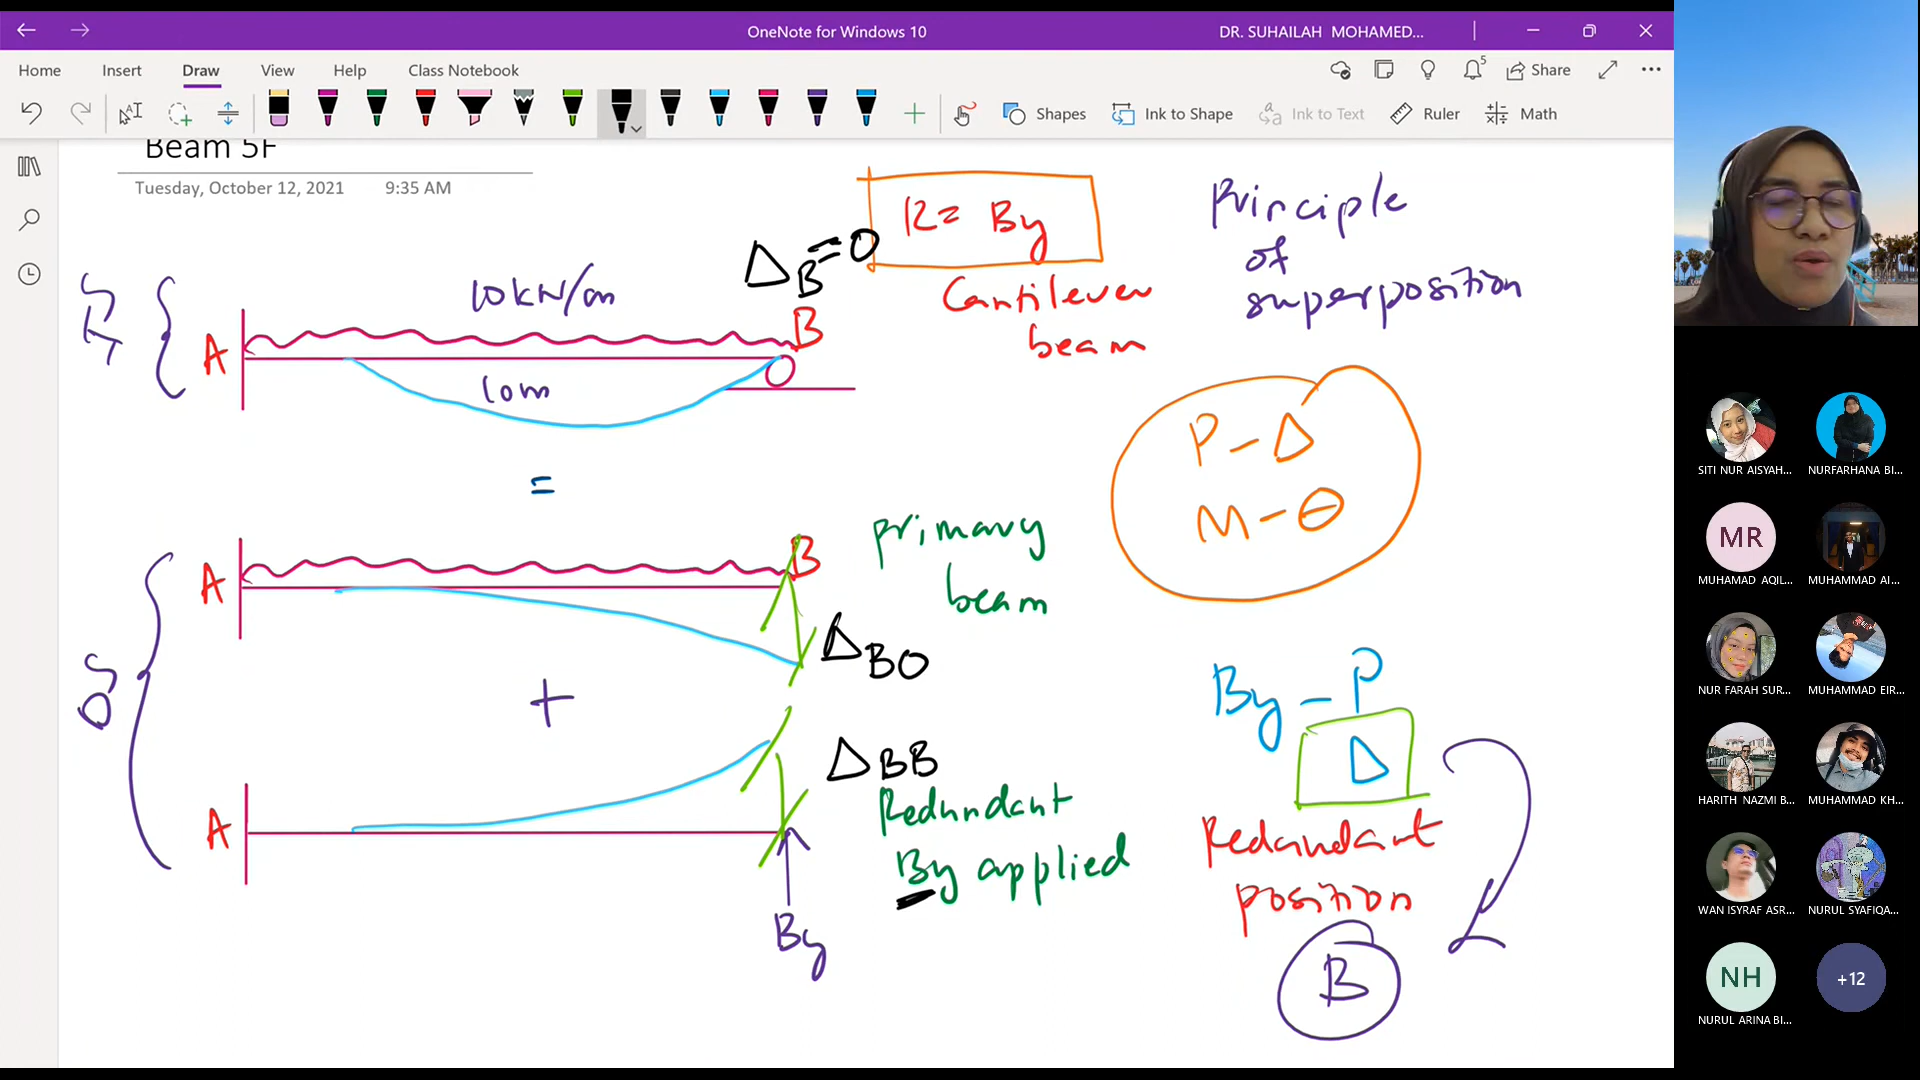 OneNote for Windows 10
DR. SUHAILAH MOHAMED...
Home Insert Draw View Help Class Notebook
5
Share
Shapes
Ink to Shape
Ink to Text
Ruler
Math
Beam 5F
Tuesday, October 12, 2021 9:35 AM
R = By
Cantilever
beam
Principle
of
superposition
ΔB = 0
10kN/m
A
B
10m
=
P - Δ
M - θ
primary
beam
A
B
ΔBO
+
By - P
Δ
ΔBB
Redundant
By applied
A
By
Redundant
position
B
SITI NUR AISYAH...
NURFARHANA BI...
MR
MUHAMAD AQIL...
MUHAMMAD AI...
NUR FARAH SUR...
MUHAMMAD EIR...
HARITH NAZMI B...
MUHAMMAD KH...
WAN ISYRAF ASR...
NURUL SYAFIQA...
NH
+12
NURUL ARINA BI...